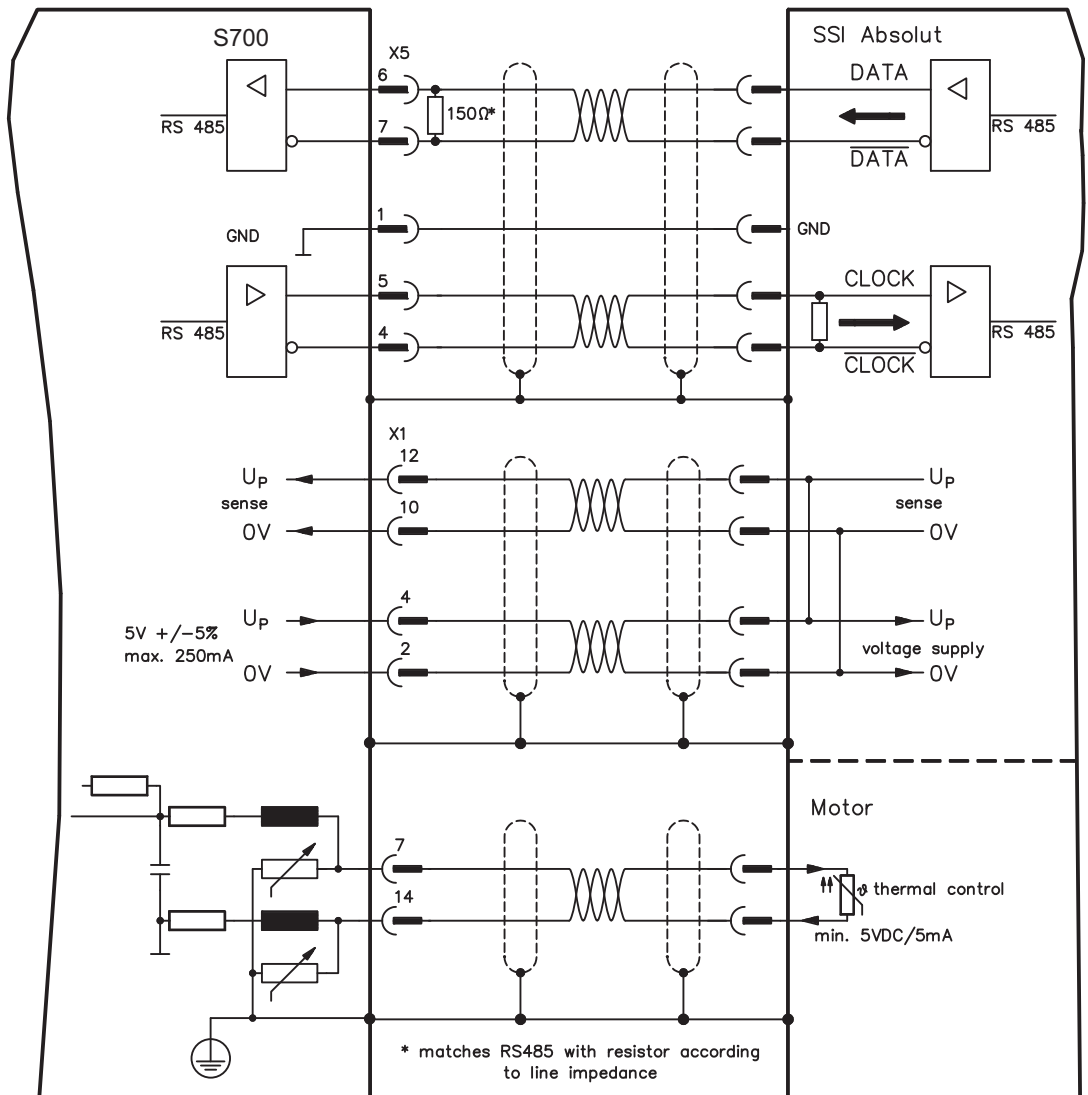 S700
SSI Absolut
X5
6
DATA
150Ω*
RS 485
RS 485
7
DATA
1
GND
GND
5
CLOCK
RS 485
RS 485
4
CLOCK
X1
12
UP
UP
sense
sense
10
0V
0V
4
UP
UP
5V +/-5%
max. 250mA
voltage supply
2
0V
0V
Motor
7
ϑ thermal control
14
min. 5VDC/5mA
* matches RS485 with resistor according
to line impedance